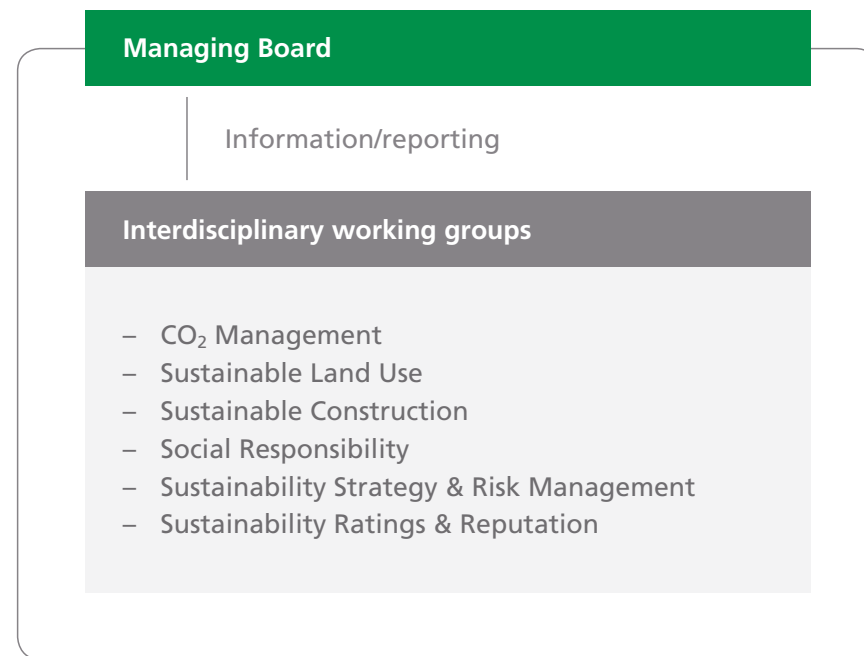 Managing Board
Information/reporting
Interdisciplinary working groups
– CO₂ Management
– Sustainable Land Use
– Sustainable Construction
– Social Responsibility
– Sustainability Strategy & Risk Management
– Sustainability Ratings & Reputation